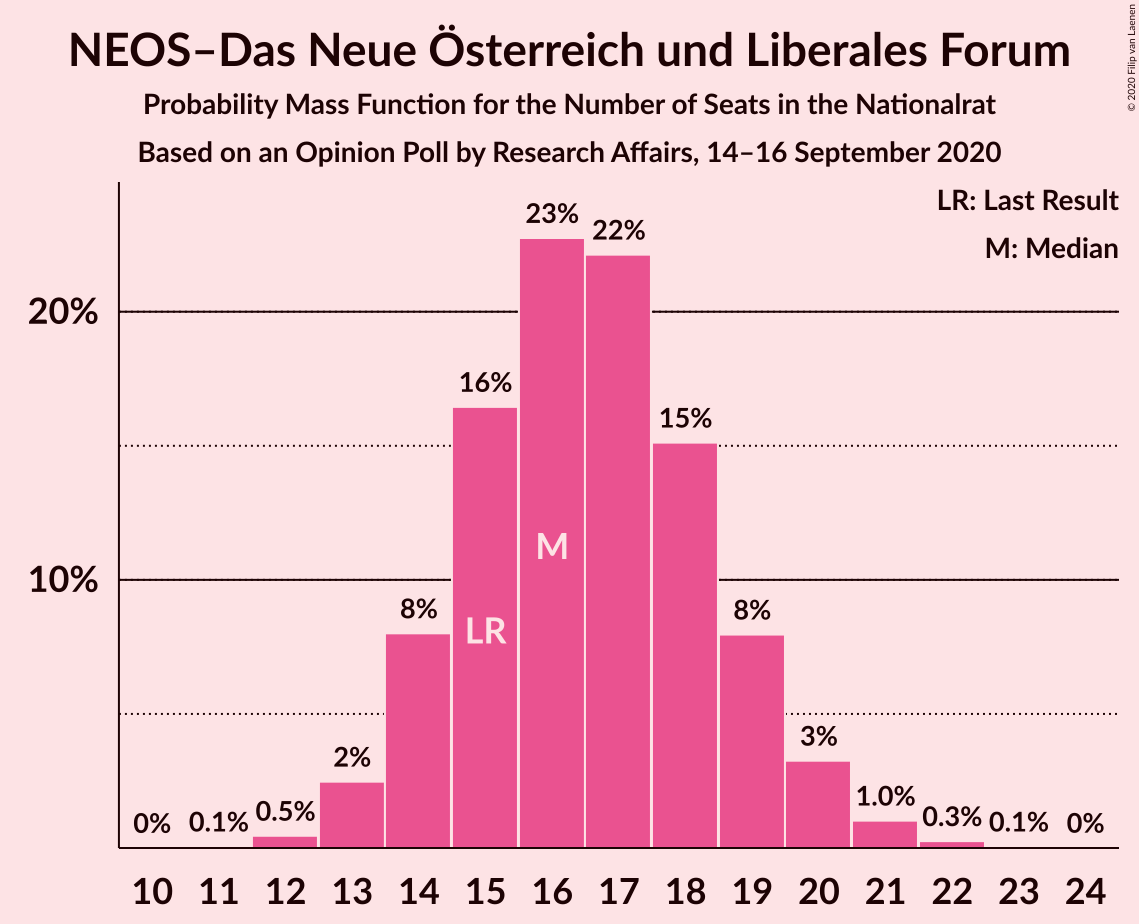 NEOS–Das Neue Österreich und Liberales Forum
Probability Mass Function for the Number of Seats in the Nationalrat
Based on an Opinion Poll by Research Affairs, 14–16 September 2020
© 2020 Filip van Laenen
LR: Last Result
M: Median
20%
10%
0% 0.1% 0.5% 2% 8% 16% 23% 22% 15% 8% 3% 1.0% 0.3% 0.1% 0%
M
LR
10 11 12 13 14 15 16 17 18 19 20 21 22 23 24